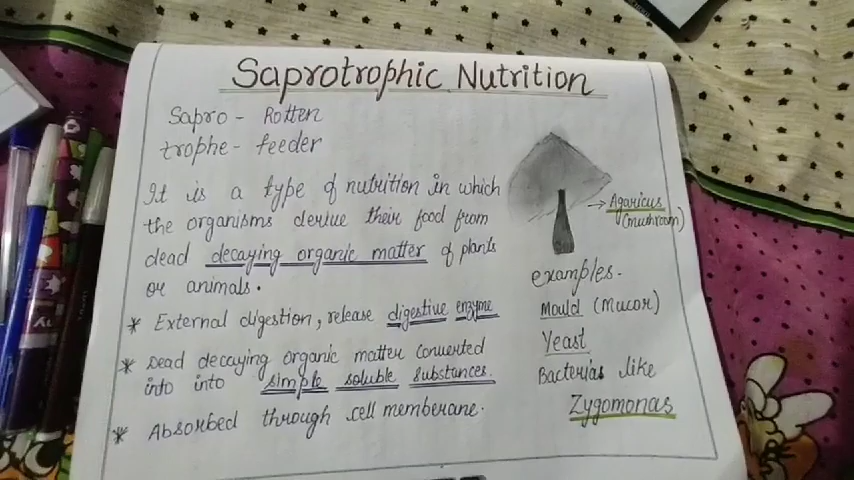 Saprotrophic Nutrition
Sapro - Rotten
trophe - feeder
It is a type of nutrition in which
the organisms derive their food from
dead decaying organic matter of plants
or animals.
* External digestion, release digestive enzyme
* Dead decaying organic matter converted
into into simple soluble substances.
* Absorbed through cell memberane.
→ Agaricus
(mushroom)
examples.
Mould (Mucor)
Yeast
Bacterias like
Zygomonas